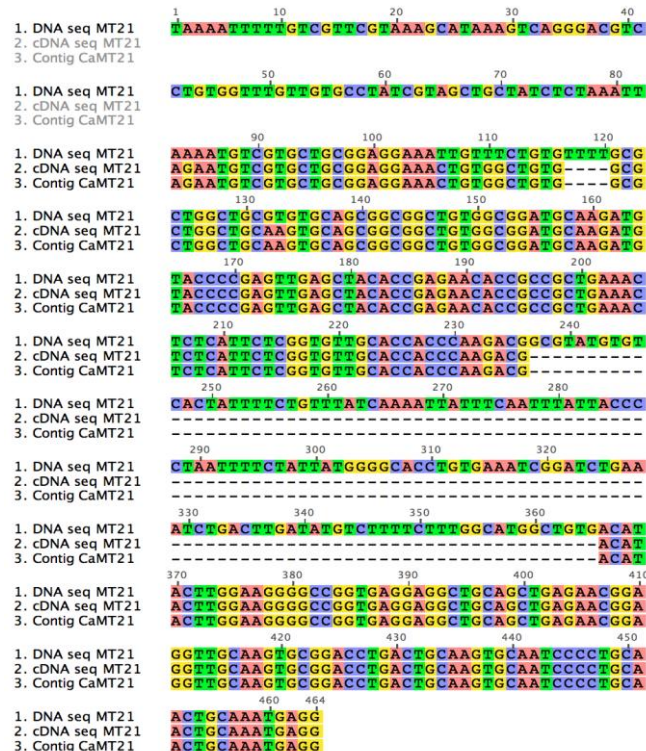 1 10 20 30 40
1. DNA seq MT21 TAAAATTTTTGTCGTTCGTAAAGCATAAAGTCAGGGACGTC
2. cDNA seq MT21
3. Contig CaMT21
50 60 70 80
1. DNA seq MT21 CTGTGGTTTGTTGTGCCTATCGTAGCTGCTATCTCTAAATT
2. cDNA seq MT21
3. Contig CaMT21
90 100 110 120
1. DNA seq MT21 AAAATGTCGTGCTGCGGAGGAAATTGTTTCTGTGTTTTGCG
2. cDNA seq MT21 AGAATGTCGTGCTGCGGAGGAAACTGTGGCTGTG----GCG
3. Contig CaMT21 AGAATGTCGTGCTGCGGAGGAAACTGTGGCTGTG----GCG
130 140 150 160
1. DNA seq MT21 CTGGCTGCGTGTGCAGCGGCGGCTGTGGCGGATGCAAGATG
2. cDNA seq MT21 CTGGCTGCAAGTGCAGCGGCGGCTGTGGCGGATGCAAGATG
3. Contig CaMT21 CTGGCTGCAAGTGCAGCGGCGGCTGTGGCGGATGCAAGATG
170 180 190 200
1. DNA seq MT21 TACCCCGAGTTGAGCTACACCGAGAACACCGCCGCTGAAAC
2. cDNA seq MT21 TACCCCGAGTTGAGCTACACCGAGAACACCGCCGCTGAAAC
3. Contig CaMT21 TACCCCGAGTTGAGCTACACCGAGAACACCGCCGCTGAAAC
210 220 230 240
1. DNA seq MT21 TCTCATTCTCGGTGTTGCACCACCCAAGACGGCGTATGTGT
2. cDNA seq MT21 TCTCATTCTCGGTGTTGCACCACCCAAGACG----------
3. Contig CaMT21 TCTCATTCTCGGTGTTGCACCACCCAAGACG----------
250 260 270 280
1. DNA seq MT21 CACTATTTTCTGTTTATCAAAATTATTTCAATTTATTACCC
2. cDNA seq MT21 -----------------------------------------
3. Contig CaMT21 -----------------------------------------
290 300 310 320
1. DNA seq MT21 CTAATTTTCTATTATGGGGCACCTGTGAAATCGGATCTGAA
2. cDNA seq MT21 -----------------------------------------
3. Contig CaMT21 -----------------------------------------
330 340 350 360
1. DNA seq MT21 ATCTGACTTGATATGTCTTTTCTTTGGCATGGCTGTGACAT
2. cDNA seq MT21 -------------------------------------ACAT
3. Contig CaMT21 -------------------------------------ACAT
370 380 390 400 410
1. DNA seq MT21 ACTTGGAAGGGGCCGGTGAGGAGGCTGCAGCTGAGAACGGA
2. cDNA seq MT21 ACTTGGAAGGGGCCGGTGAGGAGGCTGCAGCTGAGAACGGA
3. Contig CaMT21 ACTTGGAAGGGGCCGGTGAGGAGGCTGCAGCTGAGAACGGA
420 430 440 450
1. DNA seq MT21 GGTTGCAAGTGCGGACCTGACTGCAAGTGCAATCCCCTGCA
2. cDNA seq MT21 GGTTGCAAGTGCGGACCTGACTGCAAGTGCAATCCCCTGCA
3. Contig CaMT21 GGTTGCAAGTGCGGACCTGACTGCAAGTGCAATCCCCTGCA
460 464
1. DNA seq MT21 ACTGCAAATGAGG
2. cDNA seq MT21 ACTGCAAATGAGG
3. Contig CaMT21 ACTGCAAATGAGG